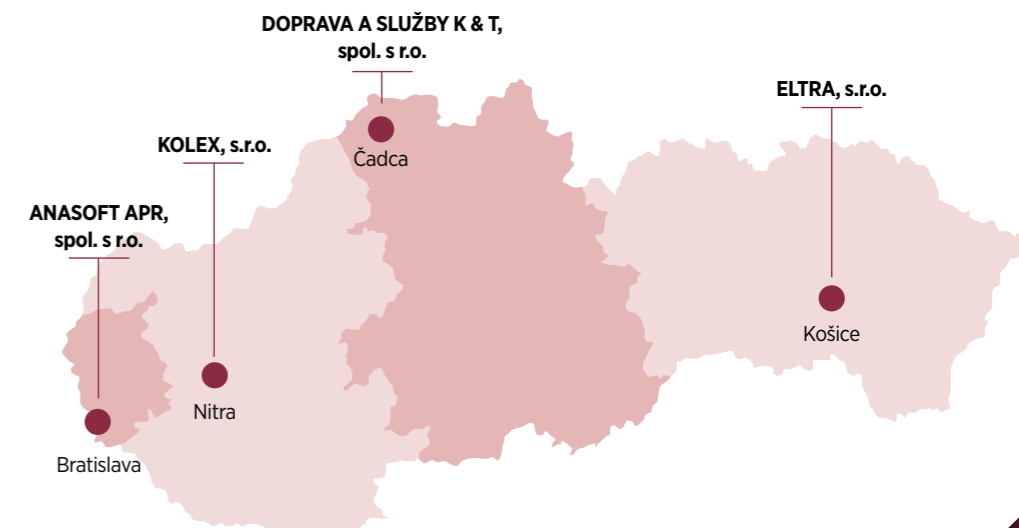 DOPRAVA A SLUŽBY K & T,
spol. s r.o.
ELTRA, s.r.o.
KOLEX, s.r.o.
Čadca
ANASOFT APR,
spol. s r.o.
Košice
Nitra
Bratislava